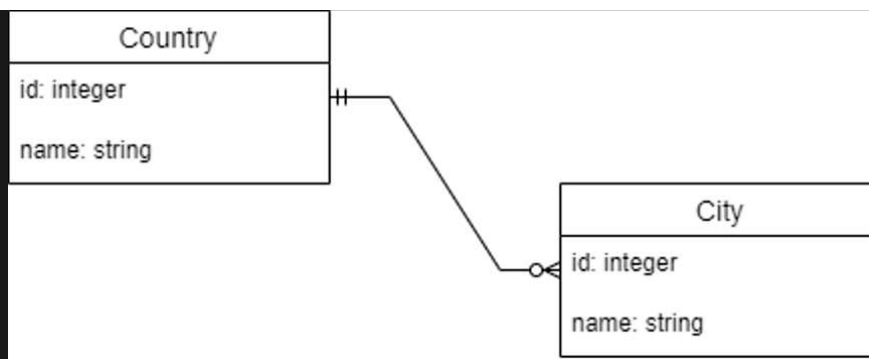 Country
id: integer
name: string
City
id: integer
name: string